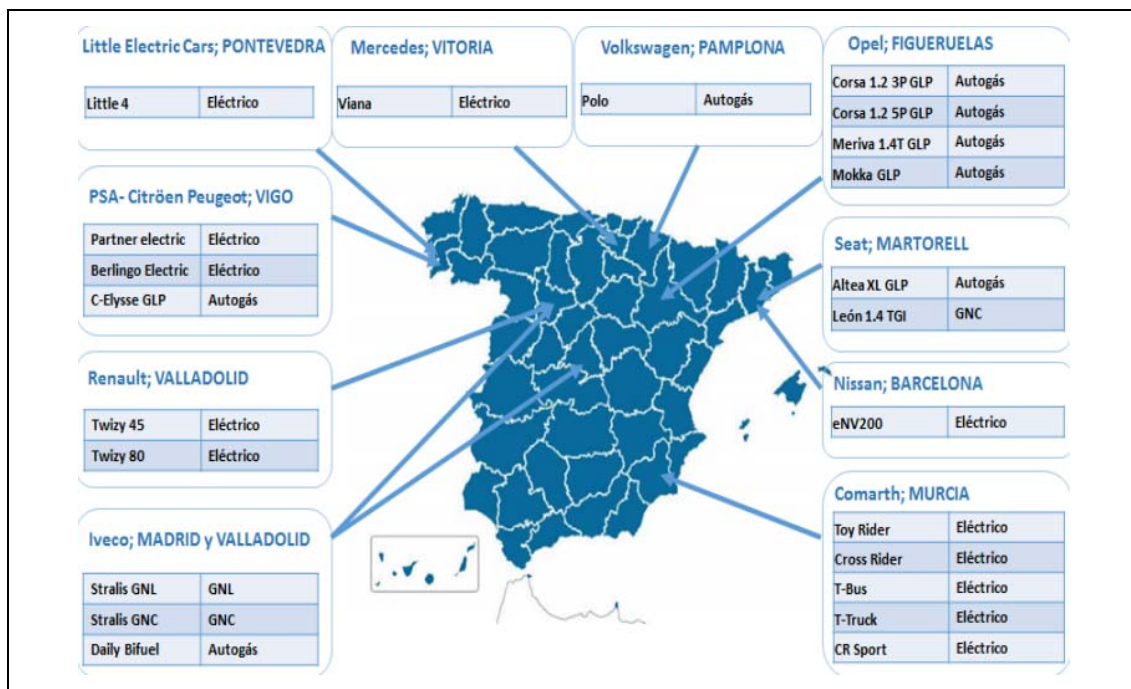 Little Electric Cars; PONTEVEDRA
Little 4 Eléctrico
Mercedes; VITORIA
Viana Eléctrico
Volkswagen; PAMPLONA
Polo Autogás
Opel; FIGUERUELAS
Corsa 1.2 3P GLP Autogás
Corsa 1.2 5P GLP Autogás
Meriva 1.4T GLP Autogás
Mokka GLP Autogás
PSA- Citröen Peugeot; VIGO
Partner electric Eléctrico
Berlingo Electric Eléctrico
C-Elysse GLP Autogás
Seat; MARTORELL
Altea XL GLP Autogás
León 1.4 TGI GNC
Renault; VALLADOLID
Twizy 45 Eléctrico
Twizy 80 Eléctrico
Nissan; BARCELONA
eNV200 Eléctrico
Iveco; MADRID y VALLADOLID
Stralis GNL GNL
Stralis GNC GNC
Daily Bifuel Autogás
Comarth; MURCIA
Toy Rider Eléctrico
Cross Rider Eléctrico
T-Bus Eléctrico
T-Truck Eléctrico
CR Sport Eléctrico